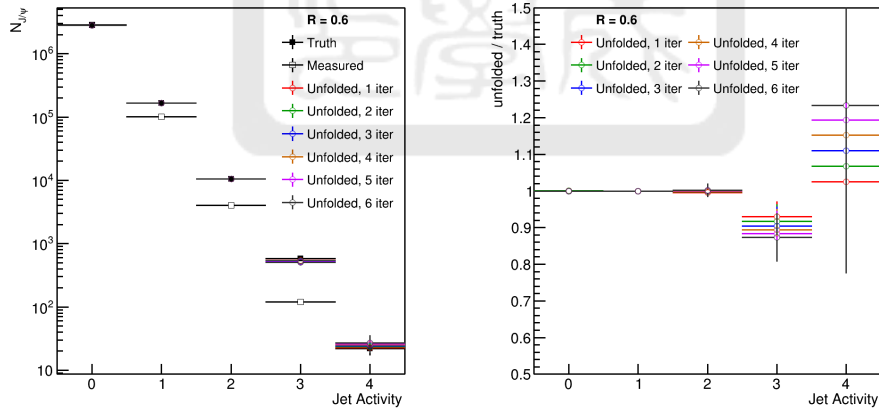 R = 0.6
Truth
Measured
Unfolded, 1 iter
Unfolded, 2 iter
Unfolded, 3 iter
Unfolded, 4 iter
Unfolded, 5 iter
Unfolded, 6 iter
N_{J/ψ}
10^6
10^5
10^4
10^3
10^2
10
0 1 2 3 4
Jet Activity
R = 0.6
Unfolded, 1 iter Unfolded, 4 iter
Unfolded, 2 iter Unfolded, 5 iter
Unfolded, 3 iter Unfolded, 6 iter
unfolded / truth
1.5
1.4
1.3
1.2
1.1
1
0.9
0.8
0.7
0.6
0.5
0 1 2 3 4
Jet Activity